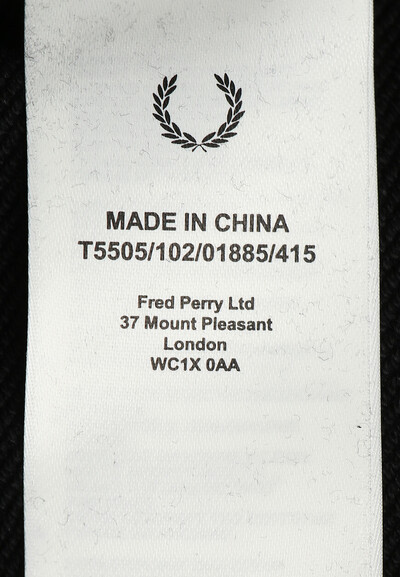 MADE IN CHINA
T5505/102/01885/415
Fred Perry Ltd
37 Mount Pleasant
London
WC1X 0AA